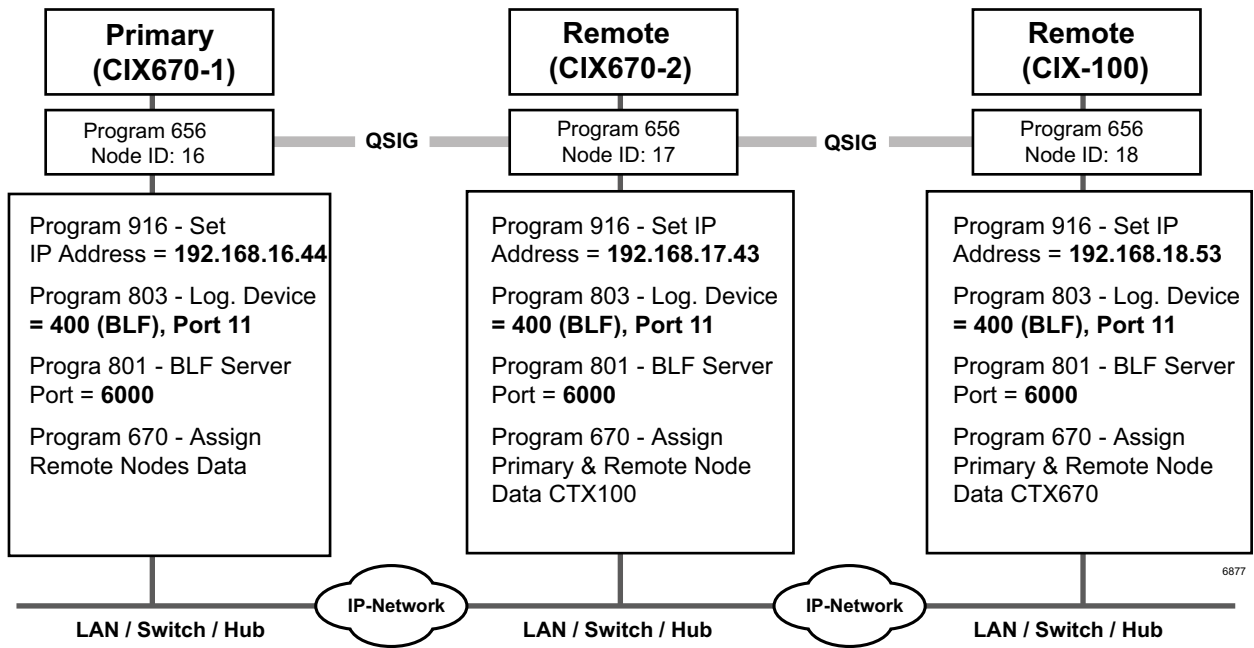 Primary
(CIX670-1)
Program 656
Node ID: 16
Program 916 - Set
IP Address = 192.168.16.44
Program 803 - Log. Device
= 400 (BLF), Port 11
Progra 801 - BLF Server
Port = 6000
Program 670 - Assign
Remote Nodes Data
QSIG
Remote
(CIX670-2)
Program 656
Node ID: 17
Program 916 - Set IP
Address = 192.168.17.43
Program 803 - Log. Device
= 400 (BLF), Port 11
Program 801 - BLF Server
Port = 6000
Program 670 - Assign
Primary & Remote Node
Data CTX100
QSIG
Remote
(CIX-100)
Program 656
Node ID: 18
Program 916 - Set IP
Address = 192.168.18.53
Program 803 - Log. Device
= 400 (BLF), Port 11
Program 801 - BLF Server
Port = 6000
Program 670 - Assign
Primary & Remote Node
Data CTX670
6877
IP-Network
IP-Network
LAN / Switch / Hub
LAN / Switch / Hub
LAN / Switch / Hub